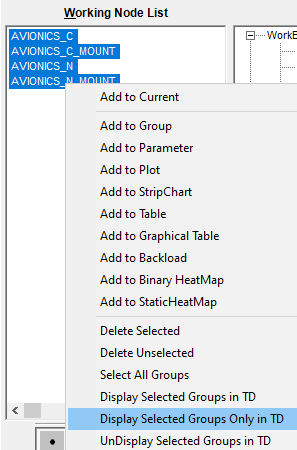 Working Node List
AVIONICS_C
AVIONICS_C_MOUNT
AVIONICS_N
AVIONICS_N_MOUNT
Add to Current
Add to Group
Add to Parameter
Add to Plot
Add to StripChart
Add to Table
Add to Graphical Table
Add to Backload
Add to Binary HeatMap
Add to StaticHeatMap
Delete Selected
Delete Unselected
Select All Groups
Display Selected Groups in TD
Display Selected Groups Only in TD
UnDisplay Selected Groups in TD